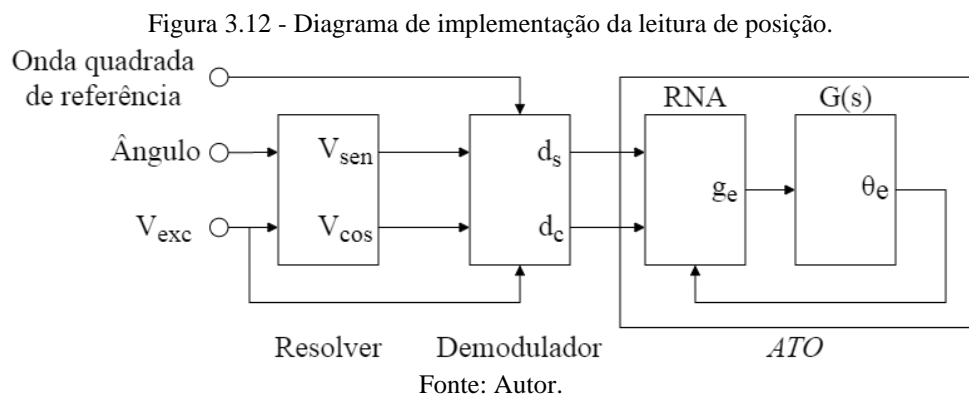 Figura 3.12 - Diagrama de implementação da leitura de posição.
Onda quadrada
de referência
RNA
G(s)
Ângulo
V_sen
d_s
g_e
θ_e
V_exc
V_cos
d_c
Resolver
Demodulador
ATO
Fonte: Autor.